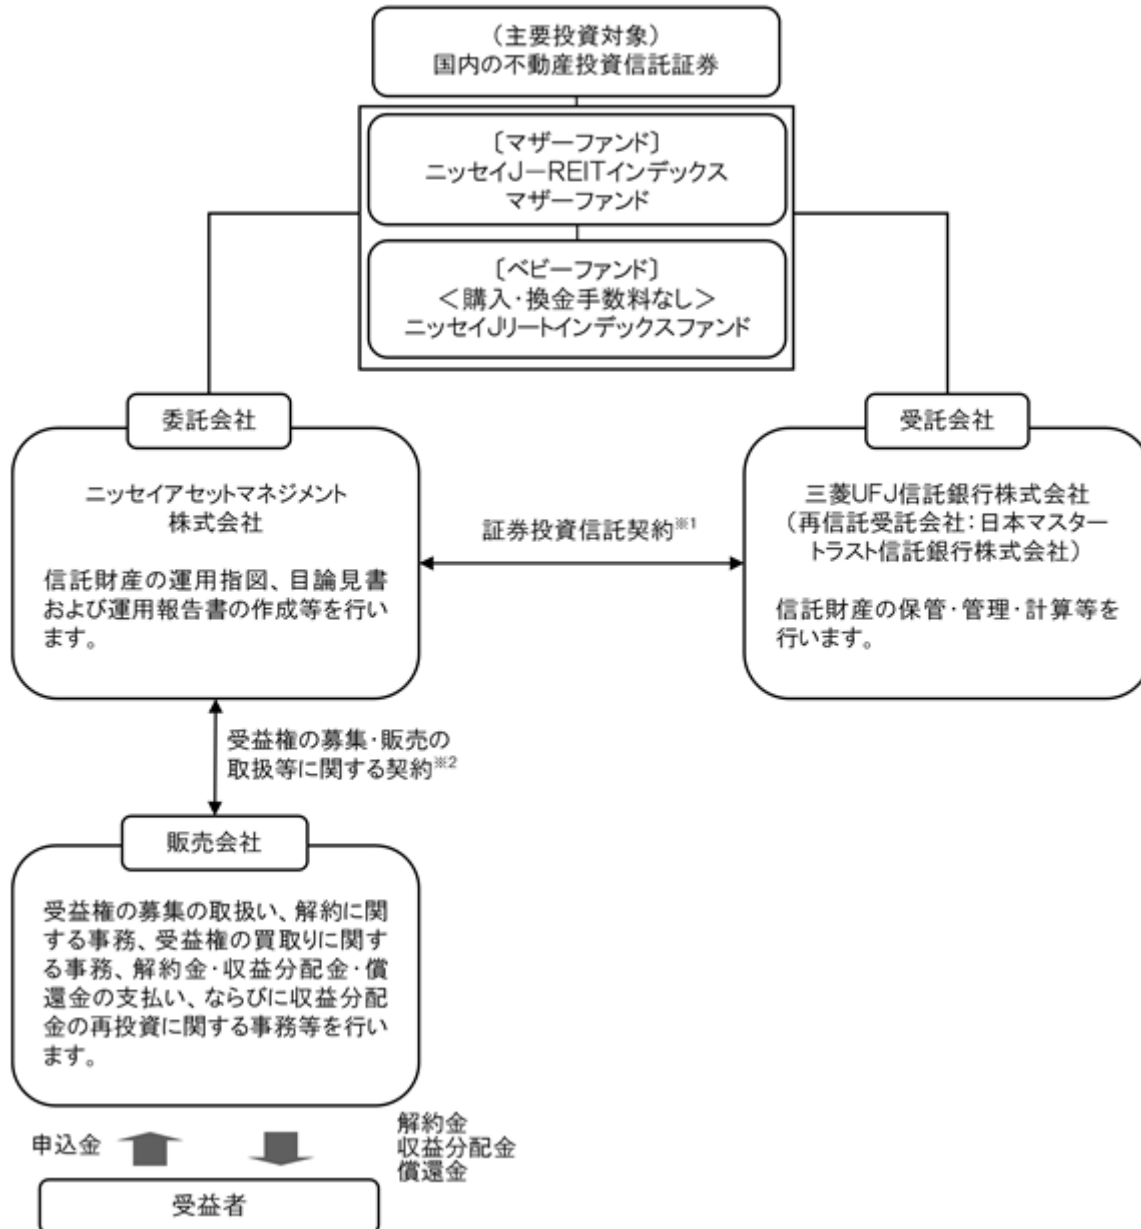 （主要投資対象）
国内の不動産投資信託証券
〔マザーファンド〕
ニッセイJ－REITインデックス
マザーファンド
〔ベビーファンド〕
＜購入・換金手数料なし＞
ニッセイJリートインデックスファンド
委託会社
ニッセイアセットマネジメント
株式会社
信託財産の運用指図、目論見書
および運用報告書の作成等を行い
ます。
証券投資信託契約※1
受託会社
三菱UFJ信託銀行株式会社
（再信託受託会社：日本マスター
トラスト信託銀行株式会社）
信託財産の保管・管理・計算等を
行います。
受益権の募集・販売の
取扱等に関する契約※2
販売会社
受益権の募集の取扱い、解約に関
する事務、受益権の買取りに関す
る事務、解約金・収益分配金・償
還金の支払い、ならびに収益分配
金の再投資に関する事務等を行い
ます。
申込金
解約金
収益分配金
償還金
受益者